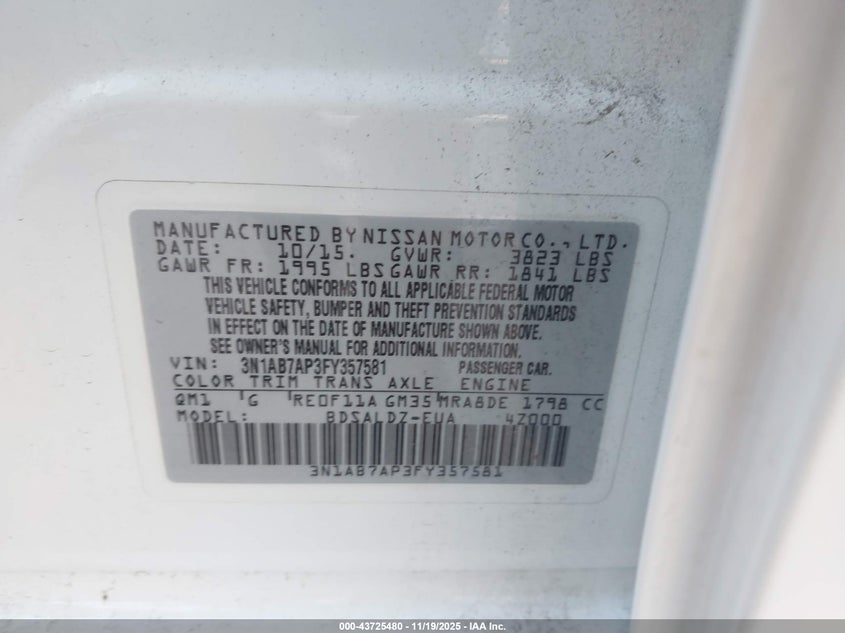 MANUFACTURED BY NISSAN MOTOR CO., LTD.
DATE: 10/15. GVWR: 3823 LBS
GAWR FR: 1995 LBS GAWR RR: 1841 LBS
THIS VEHICLE CONFORMS TO ALL APPLICABLE FEDERAL MOTOR
VEHICLE SAFETY, BUMPER AND THEFT PREVENTION STANDARDS
IN EFFECT ON THE DATE OF MANUFACTURE SHOWN ABOVE.
SEE OWNER'S MANUAL FOR ADDITIONAL INFORMATION.
VIN: 3N1AB7AP3FY357581 PASSENGER CAR.
COLOR TRIM TRANS AXLE ENGINE
QM1 G RE0F11A GM35 MRA8DE 1798 CC
MODEL: BDSALDZ-EUA 4Z000
3N1AB7AP3FY357581
000-43725480 - 11/19/2025 - IAA Inc.